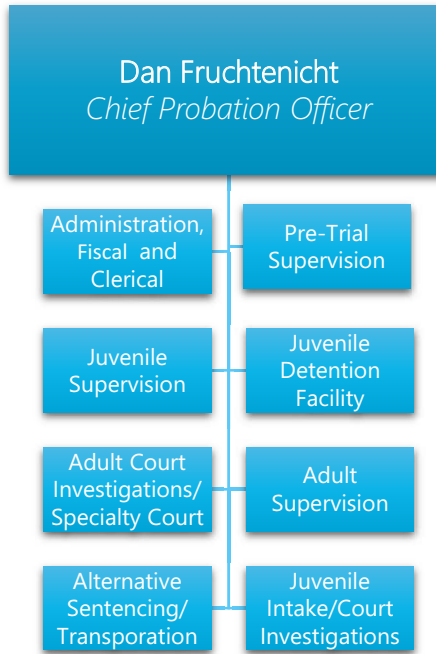 Dan Fruchtenicht
Chief Probation Officer
Administration,
Fiscal and
Clerical
Pre-Trial
Supervision
Juvenile
Supervision
Juvenile
Detention
Facility
Adult Court
Investigations/
Specialty Court
Adult
Supervision
Alternative
Sentencing/
Transporation
Juvenile
Intake/Court
Investigations